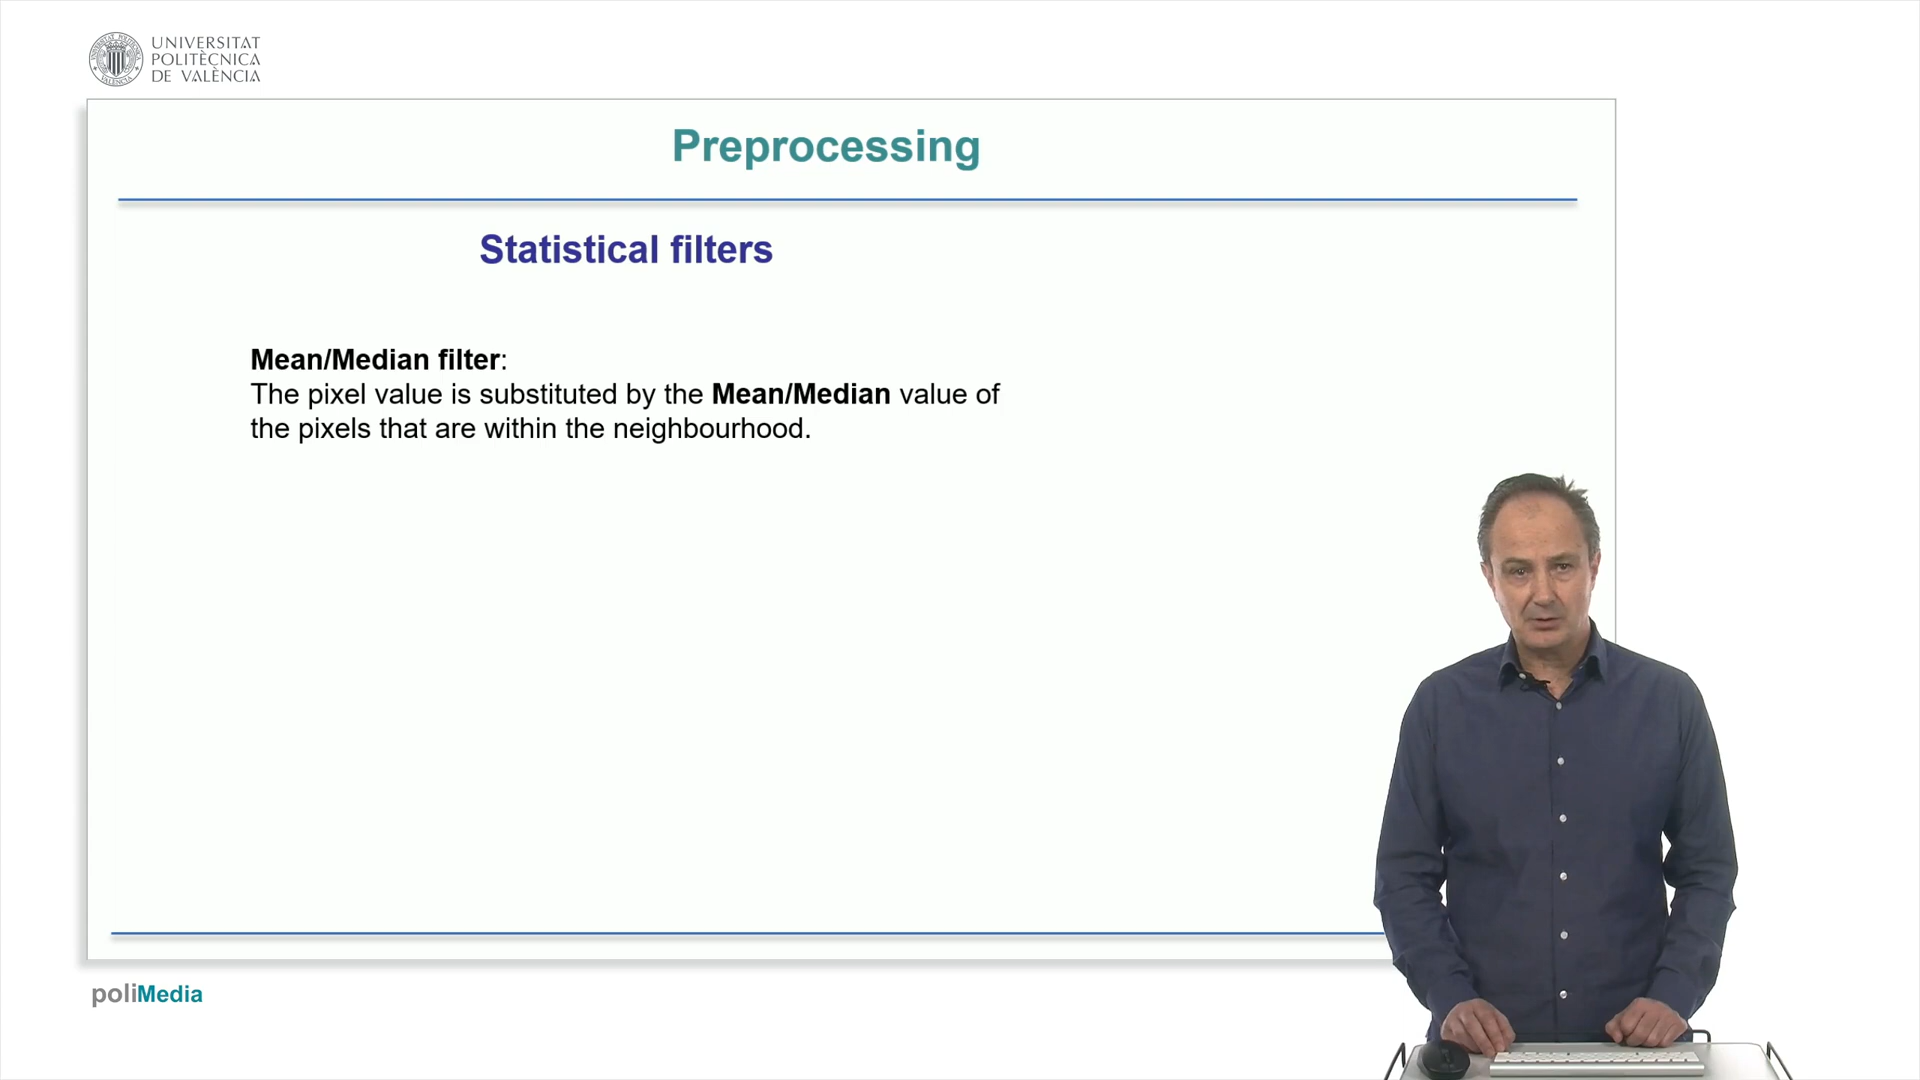 UNIVERSITAT
POLITÈCNICA
DE VALÈNCIA
Preprocessing
Statistical filters
Mean/Median filter:
The pixel value is substituted by the Mean/Median value of
the pixels that are within the neighbourhood.
poliMedia